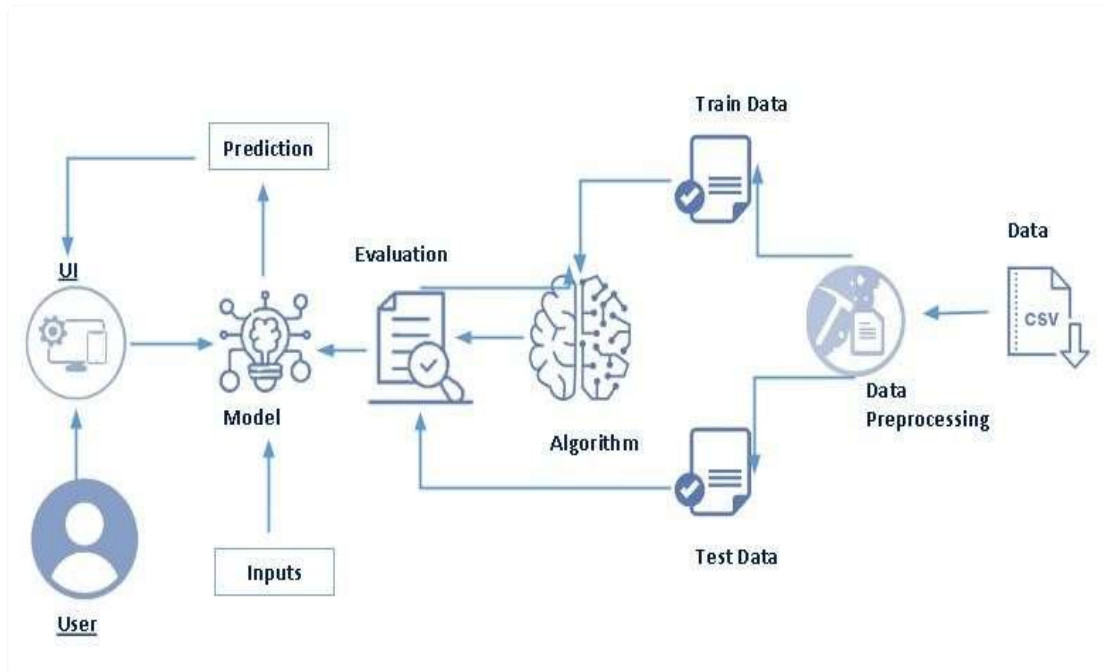 Train Data
Prediction
Data
Evaluation
UI
CSV
Data
Preprocessing
Model
Algorithm
Inputs
Test Data
User